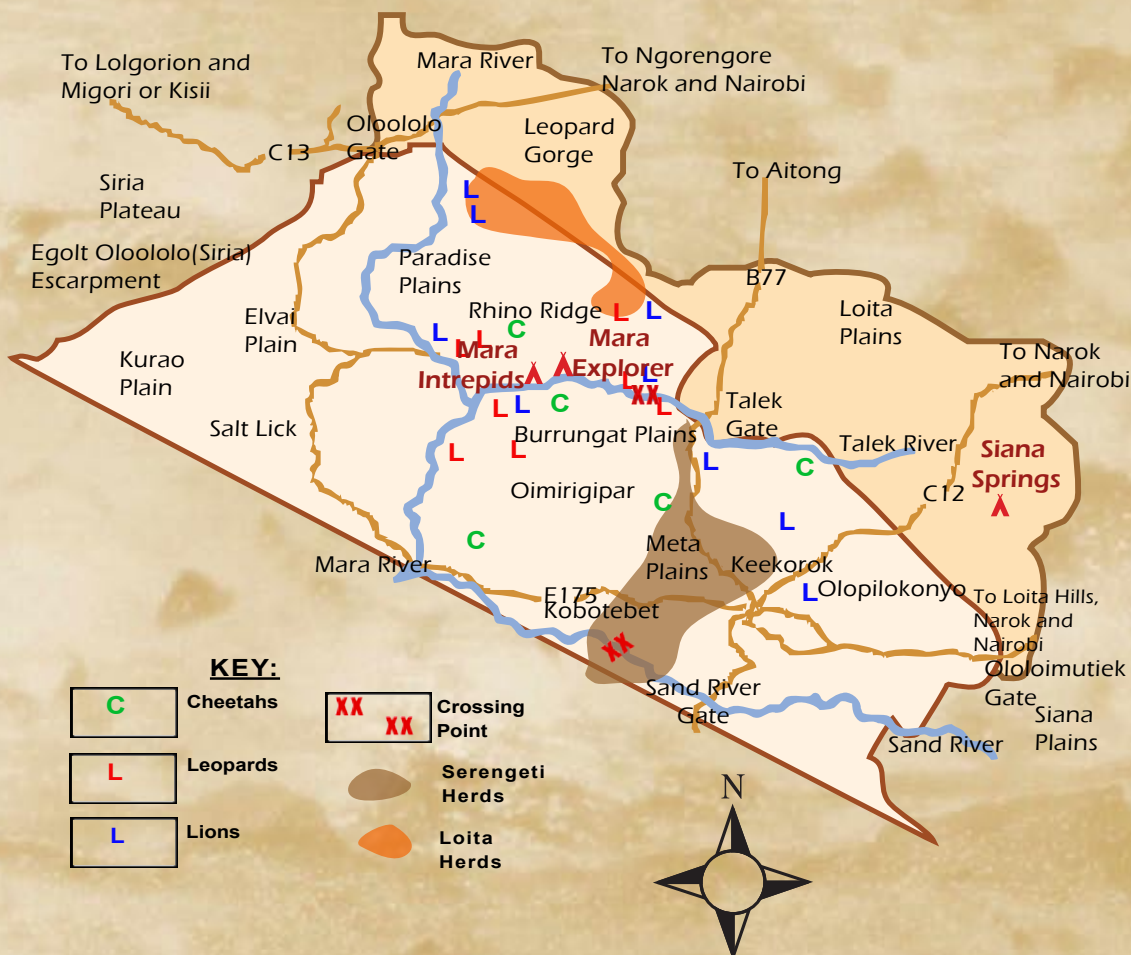 To Lolgorion and
Migori or Kisii
Mara River
To Ngorengore
Narok and Nairobi
Oloololo
Gate
C13
Leopard
Gorge
To Aitong
Siria
Plateau
L
L
Egolt Oloololo(Siria)
Escarpment
Paradise
Plains
B77
Loita
Plains
Elvai
Plain
Rhino Ridge
L
L
C
L
L
L
Kurao
Plain
Mara
Intrepids
Mara
Explorer
To Narok
and Nairobi
L
L
XX
L
L
L
C
Talek
Gate
Salt Lick
Burrungat Plains
Talek River
L
L
L
C
Siana
Springs
Oimirigipar
C
C12
L
C
Meta
Plains
Keekorok
Mara River
E175
Kobotebet
L
Olopilokonyo
To Loita Hills,
Narok and
Nairobi
XX
Ololoimutiek
Gate
Sand River
Gate
Siana
Plains
Sand River
KEY:
C
Cheetahs
L
Leopards
L
Lions
XX
XX
Crossing
Point
Serengeti
Herds
Loita
Herds
N